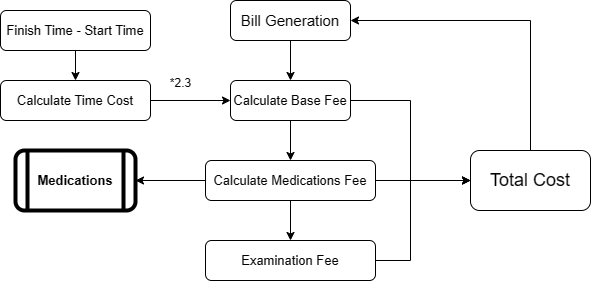 Finish Time - Start Time
Bill Generation
Calculate Time Cost
*2.3
Calculate Base Fee
Medications
Calculate Medications Fee
Total Cost
Examination Fee